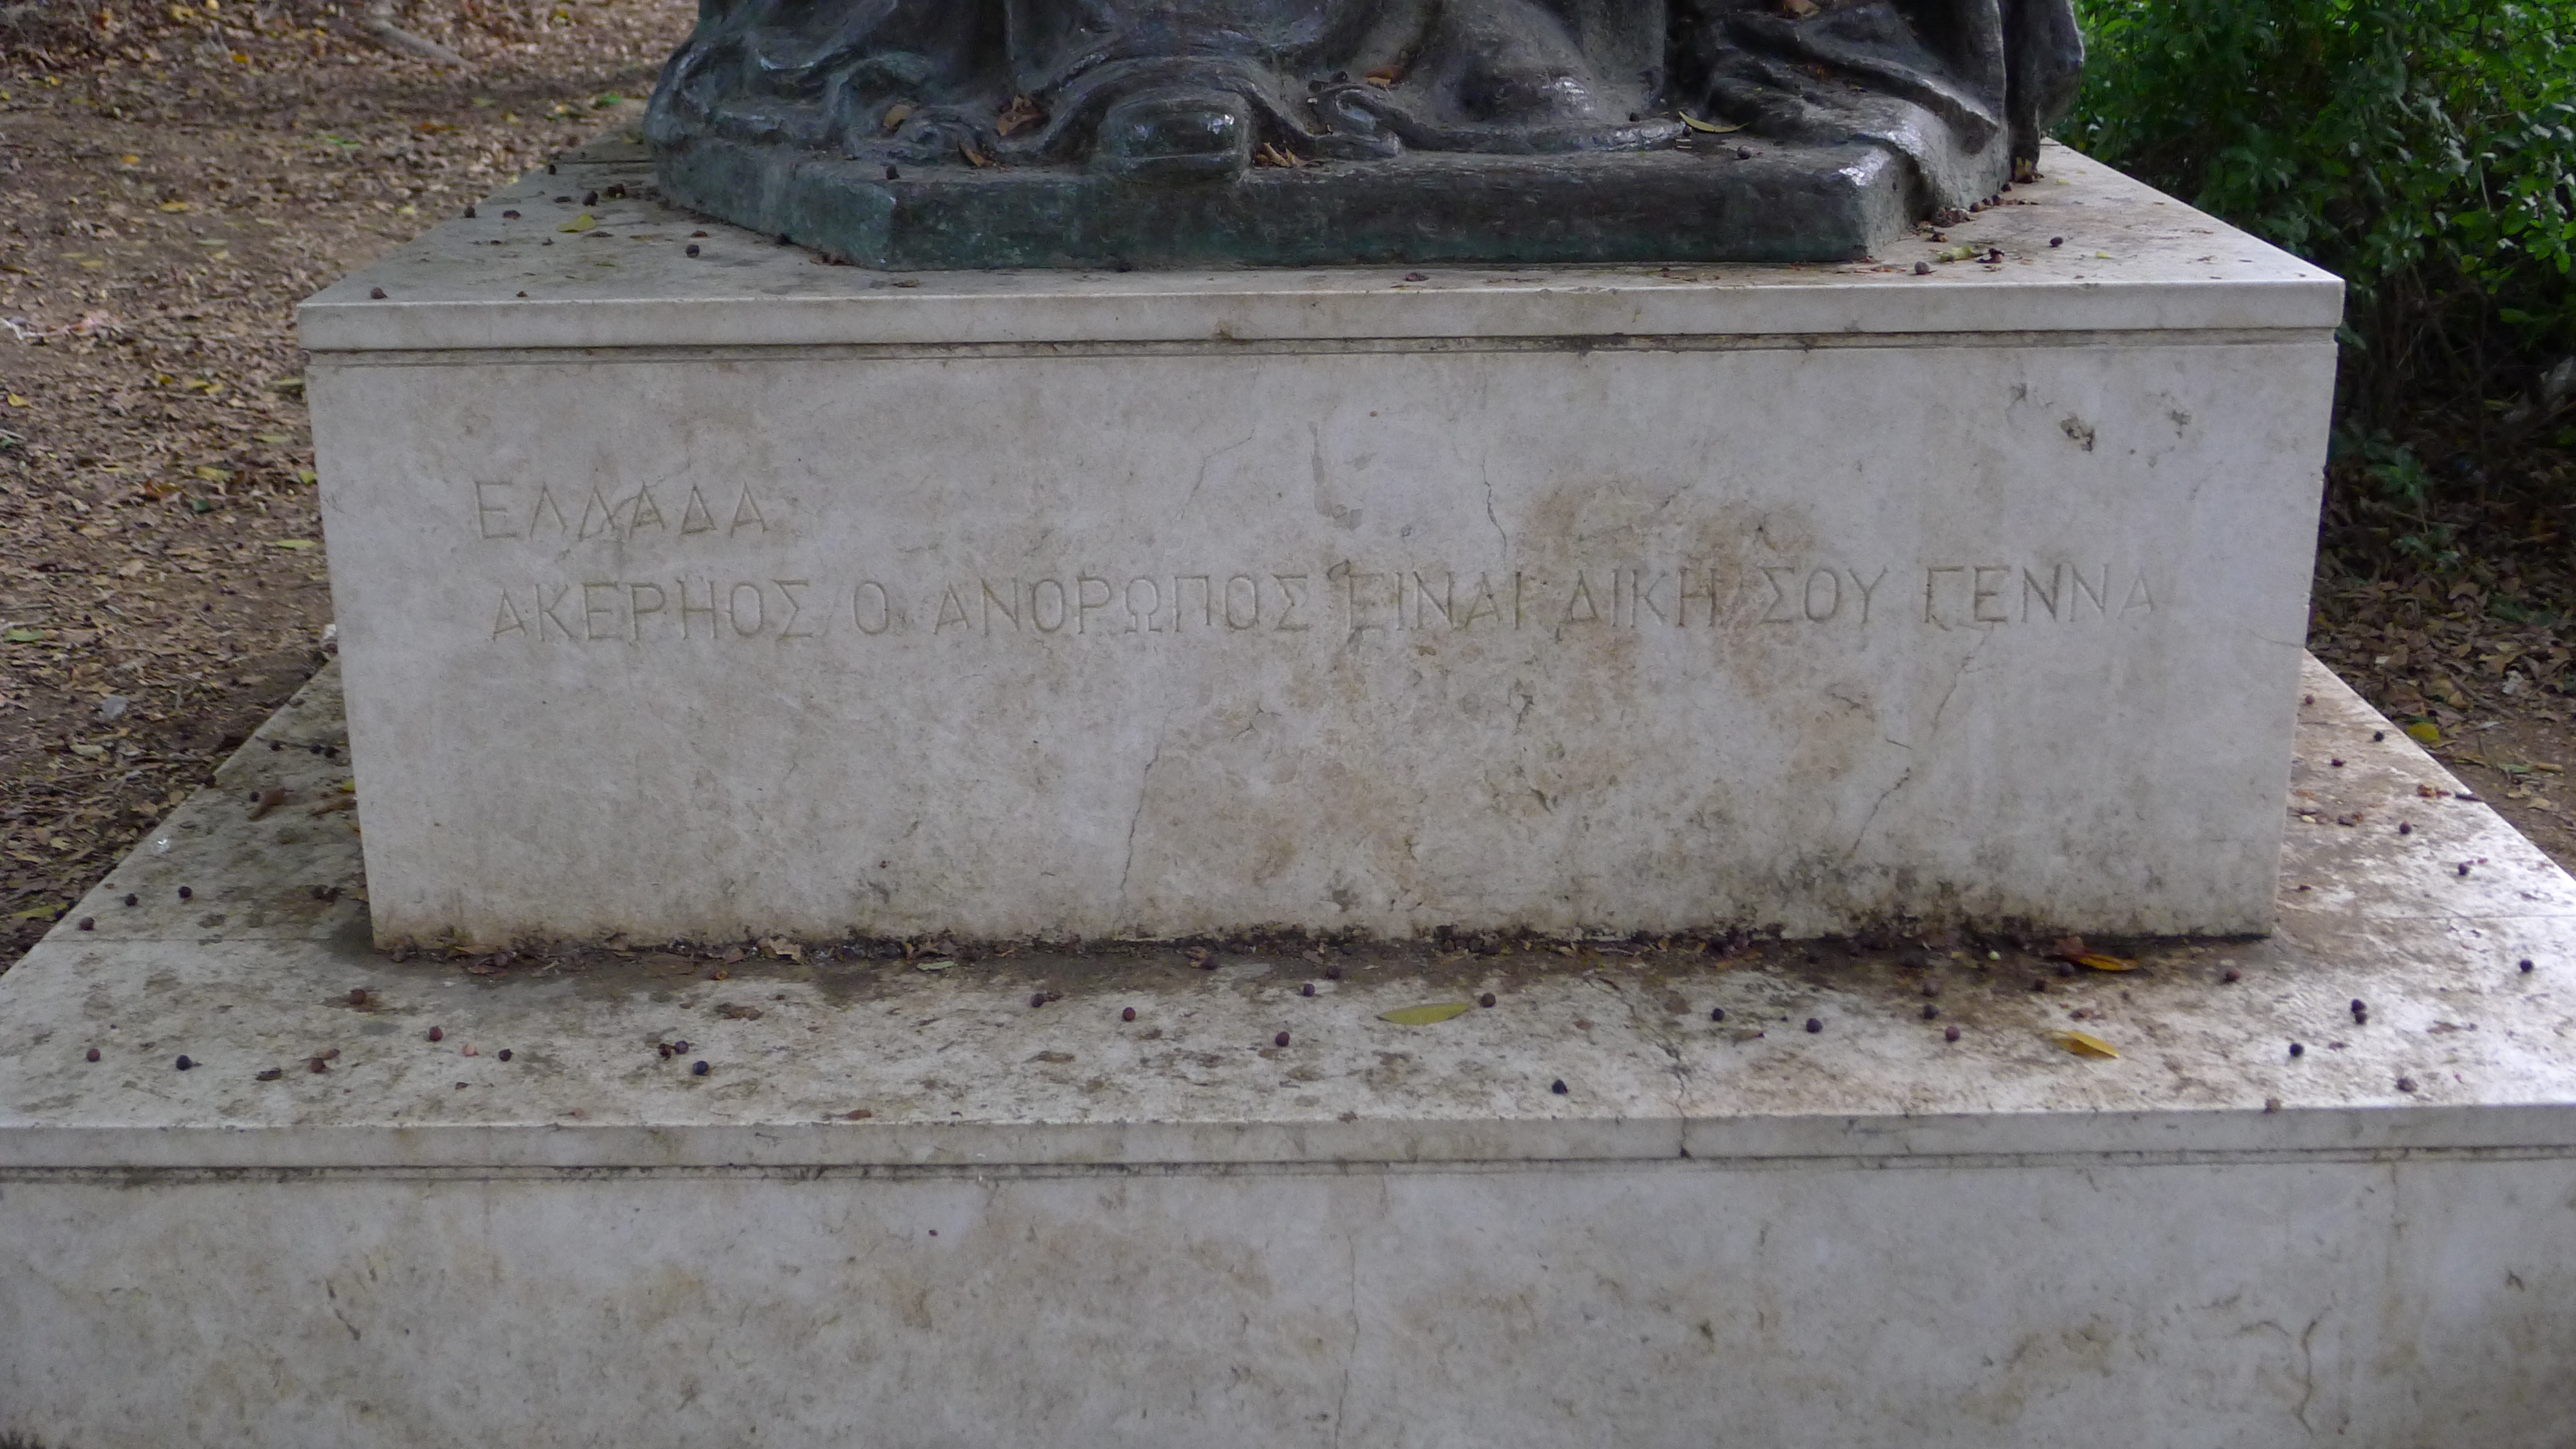 ΕΛΛΑΔΑ
ΑΚΕΡΗΟΣ Ο ΑΝΘΡΩΠΟΣ ΕΙΝΑΙ ΔΙΚΗ ΣΟΥ ΓΕΝΝΑ